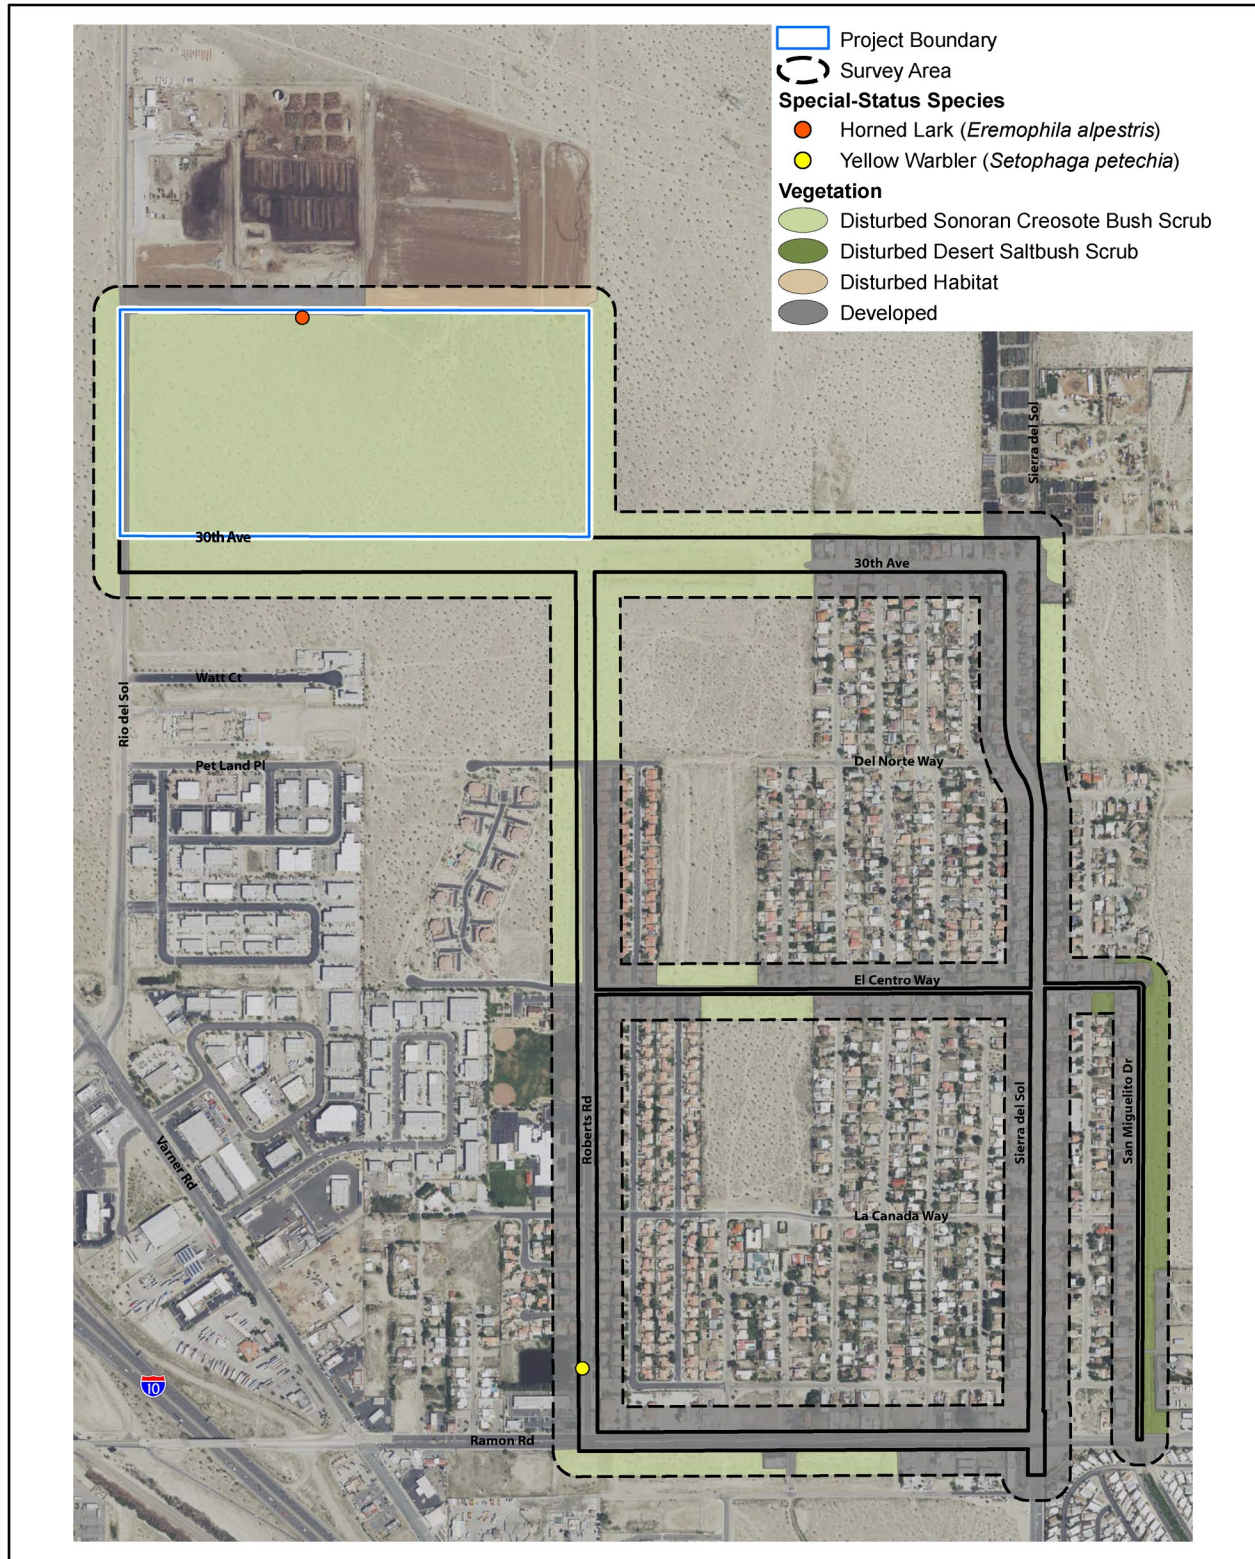 Project Boundary
Survey Area
Special-Status Species
Horned Lark (Eremophila alpestris)
Yellow Warbler (Setophaga petechia)
Vegetation
Disturbed Sonoran Creosote Bush Scrub
Disturbed Desert Saltbush Scrub
Disturbed Habitat
Developed
Sierra del Sol
30th Ave
30th Ave
Watt Ct
Rio del Sol
Pet Land Pl
Del Norte Way
El Centro Way
Roberts Rd
Sierra del Sol
San Miguelito Dr
Varner Rd
La Canada Way
10
Ramon Rd